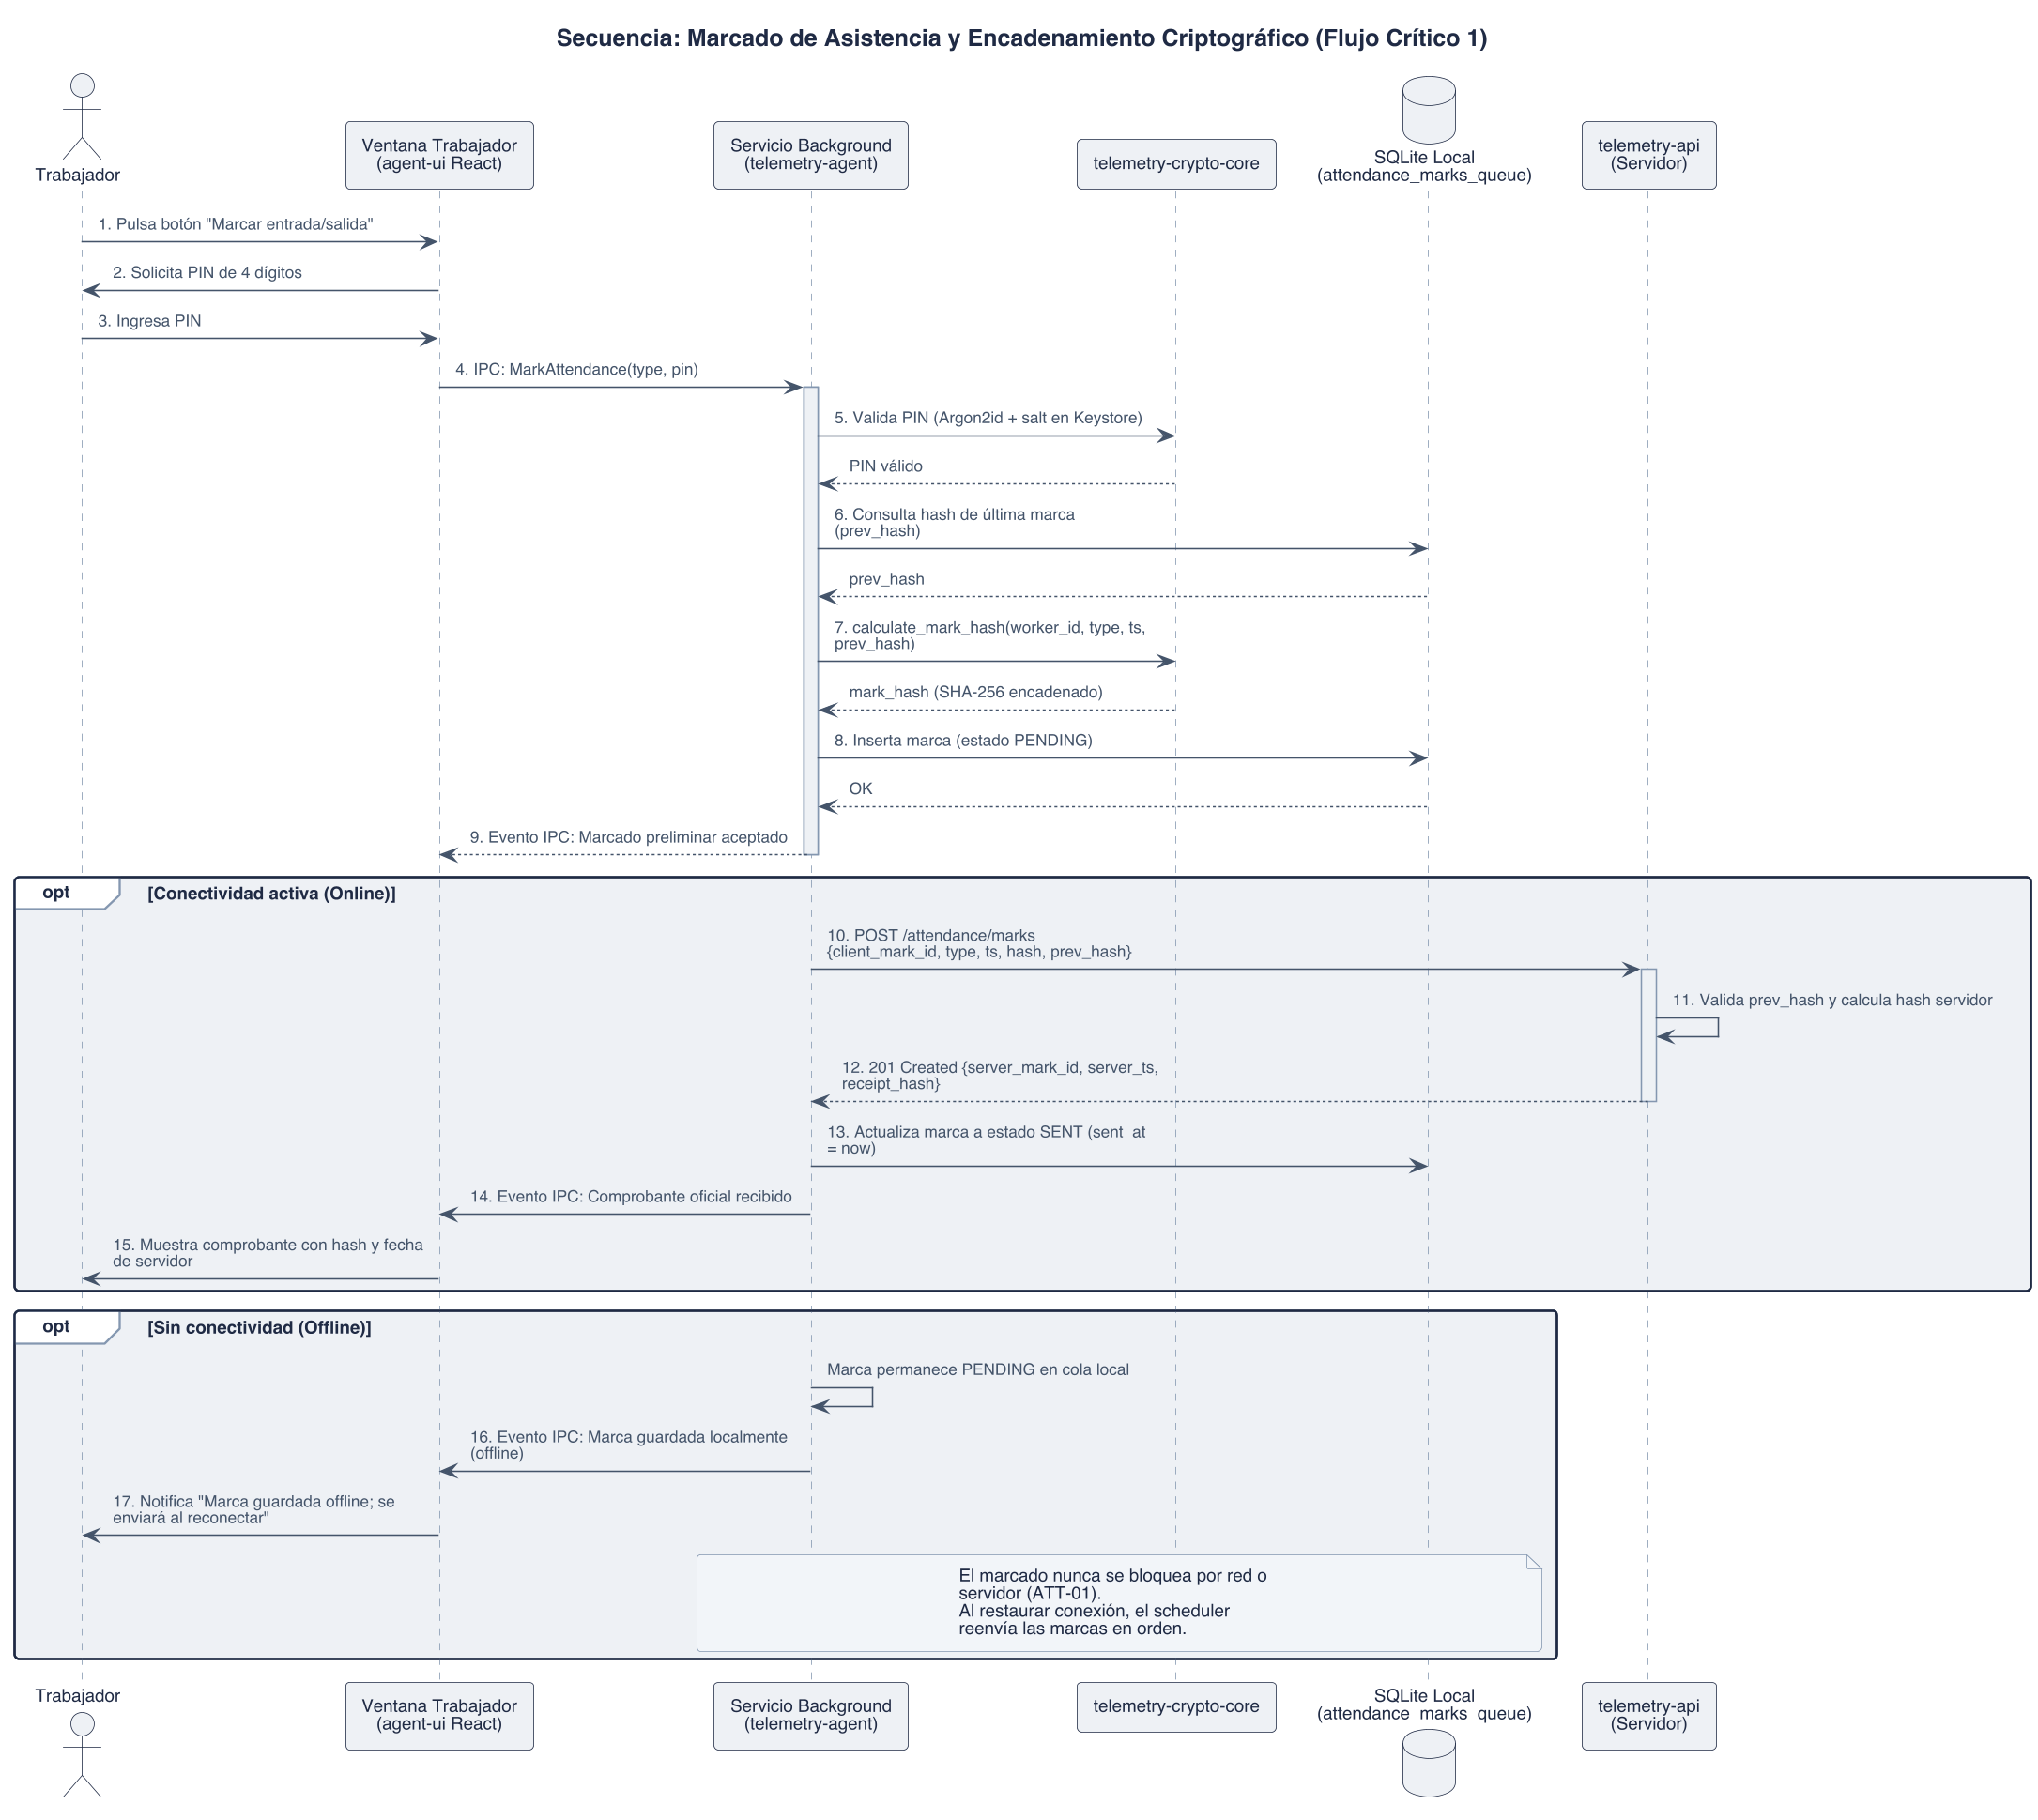 Secuencia: Marcado de Asistencia y Encadenamiento Criptográfico (Flujo Crítico 1)
Trabajador
Ventana Trabajador
(agent-ui React)
Servicio Background
(telemetry-agent)
telemetry-crypto-core
SQLite Local
(attendance_marks_queue)
telemetry-api
(Servidor)
1. Pulsa botón "Marcar entrada/salida"
2. Solicita PIN de 4 dígitos
3. Ingresa PIN
4. IPC: MarkAttendance(type, pin)
5. Valida PIN (Argon2id + salt en Keystore)
PIN válido
6. Consulta hash de última marca
(prev_hash)
prev_hash
7. calculate_mark_hash(worker_id, type, ts,
prev_hash)
mark_hash (SHA-256 encadenado)
8. Inserta marca (estado PENDING)
OK
9. Evento IPC: Marcado preliminar aceptado
opt
[Conectividad activa (Online)]
10. POST /attendance/marks
{client_mark_id, type, ts, hash, prev_hash}
11. Valida prev_hash y calcula hash servidor
12. 201 Created {server_mark_id, server_ts,
receipt_hash}
13. Actualiza marca a estado SENT (sent_at
= now)
14. Evento IPC: Comprobante oficial recibido
15. Muestra comprobante con hash y fecha
de servidor
opt
[Sin conectividad (Offline)]
Marca permanece PENDING en cola local
16. Evento IPC: Marca guardada localmente
(offline)
17. Notifica "Marca guardada offline; se
enviará al reconectar"
El marcado nunca se bloquea por red o
servidor (ATT-01).
Al restaurar conexión, el scheduler
reenvía las marcas en orden.
Trabajador
Ventana Trabajador
(agent-ui React)
Servicio Background
(telemetry-agent)
telemetry-crypto-core
SQLite Local
(attendance_marks_queue)
telemetry-api
(Servidor)